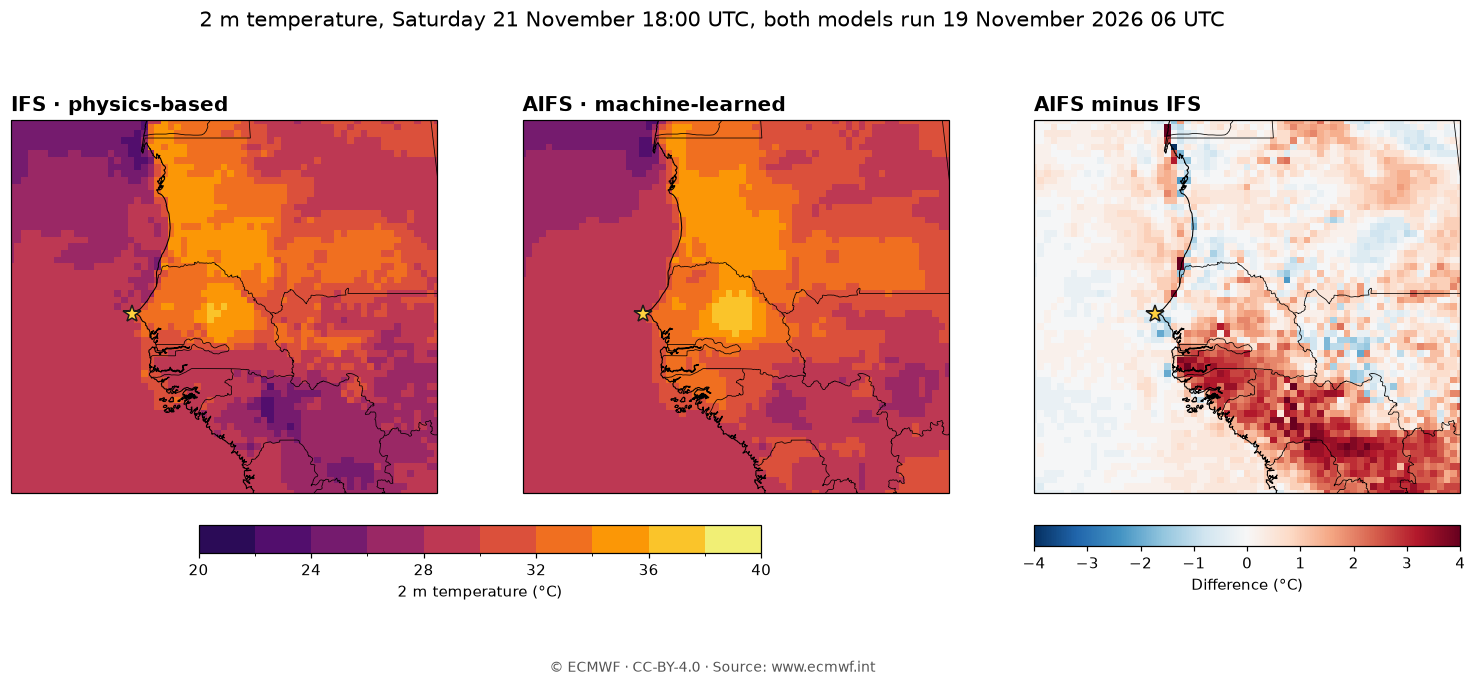 2 m temperature, Saturday 21 November 18:00 UTC, both models run 19 November 2026 06 UTC
IFS · physics-based
AIFS · machine-learned
AIFS minus IFS
20 24 28 32 36 40
2 m temperature (°C)
−4 −3 −2 −1 0 1 2 3 4
Difference (°C)
© ECMWF · CC-BY-4.0 · Source: www.ecmwf.int